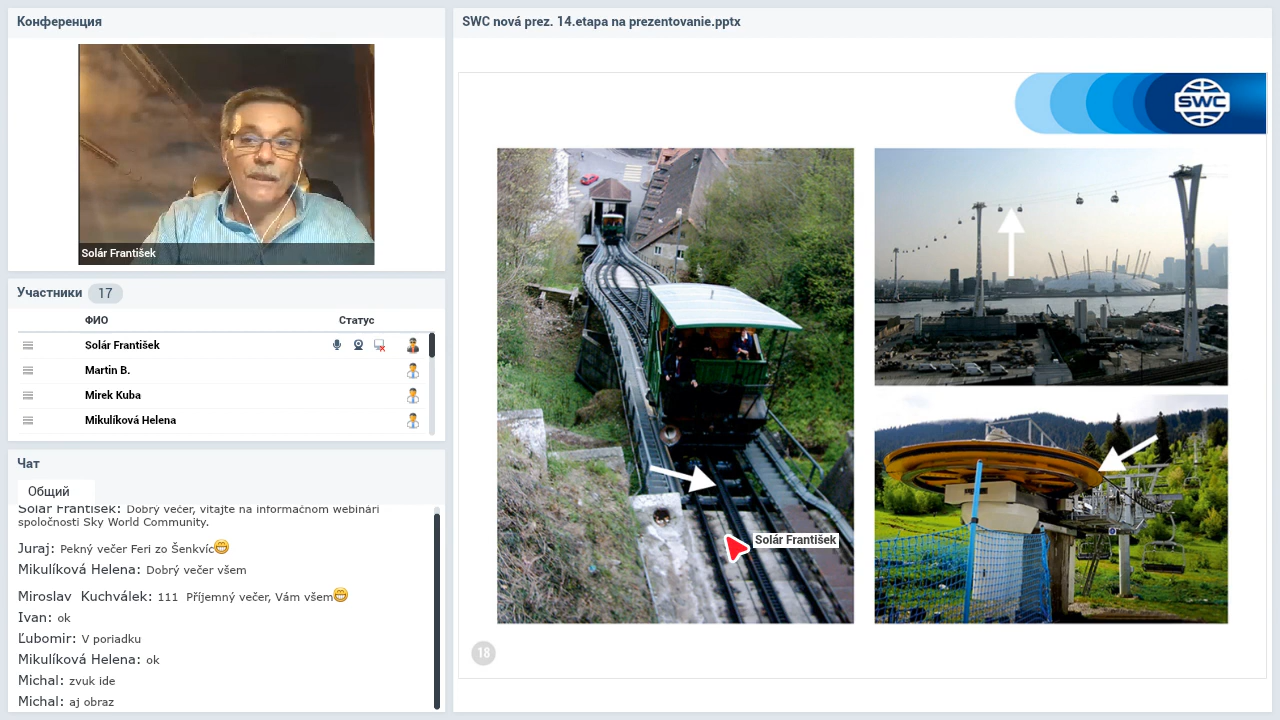 Конференция
Solár František
Участники 17
ФИО Статус
Solár František
Martin B.
Mirek Kuba
Mikulíková Helena
Чат
Общий
Solár František: Dobrý večer, vitajte na informačnom webinári
spoločnosti Sky World Community.
Juraj: Pekný večer Feri zo Šenkvíc
Mikulíková Helena: Dobrý večer všem
Miroslav Kuchválek: 111 Příjemný večer, Vám všem
Ivan: ok
Ľubomir: V poriadku
Mikulíková Helena: ok
Michal: zvuk ide
Michal: aj obraz
SWC nová prez. 14.etapa na prezentovanie.pptx
SWC
Solár František
18